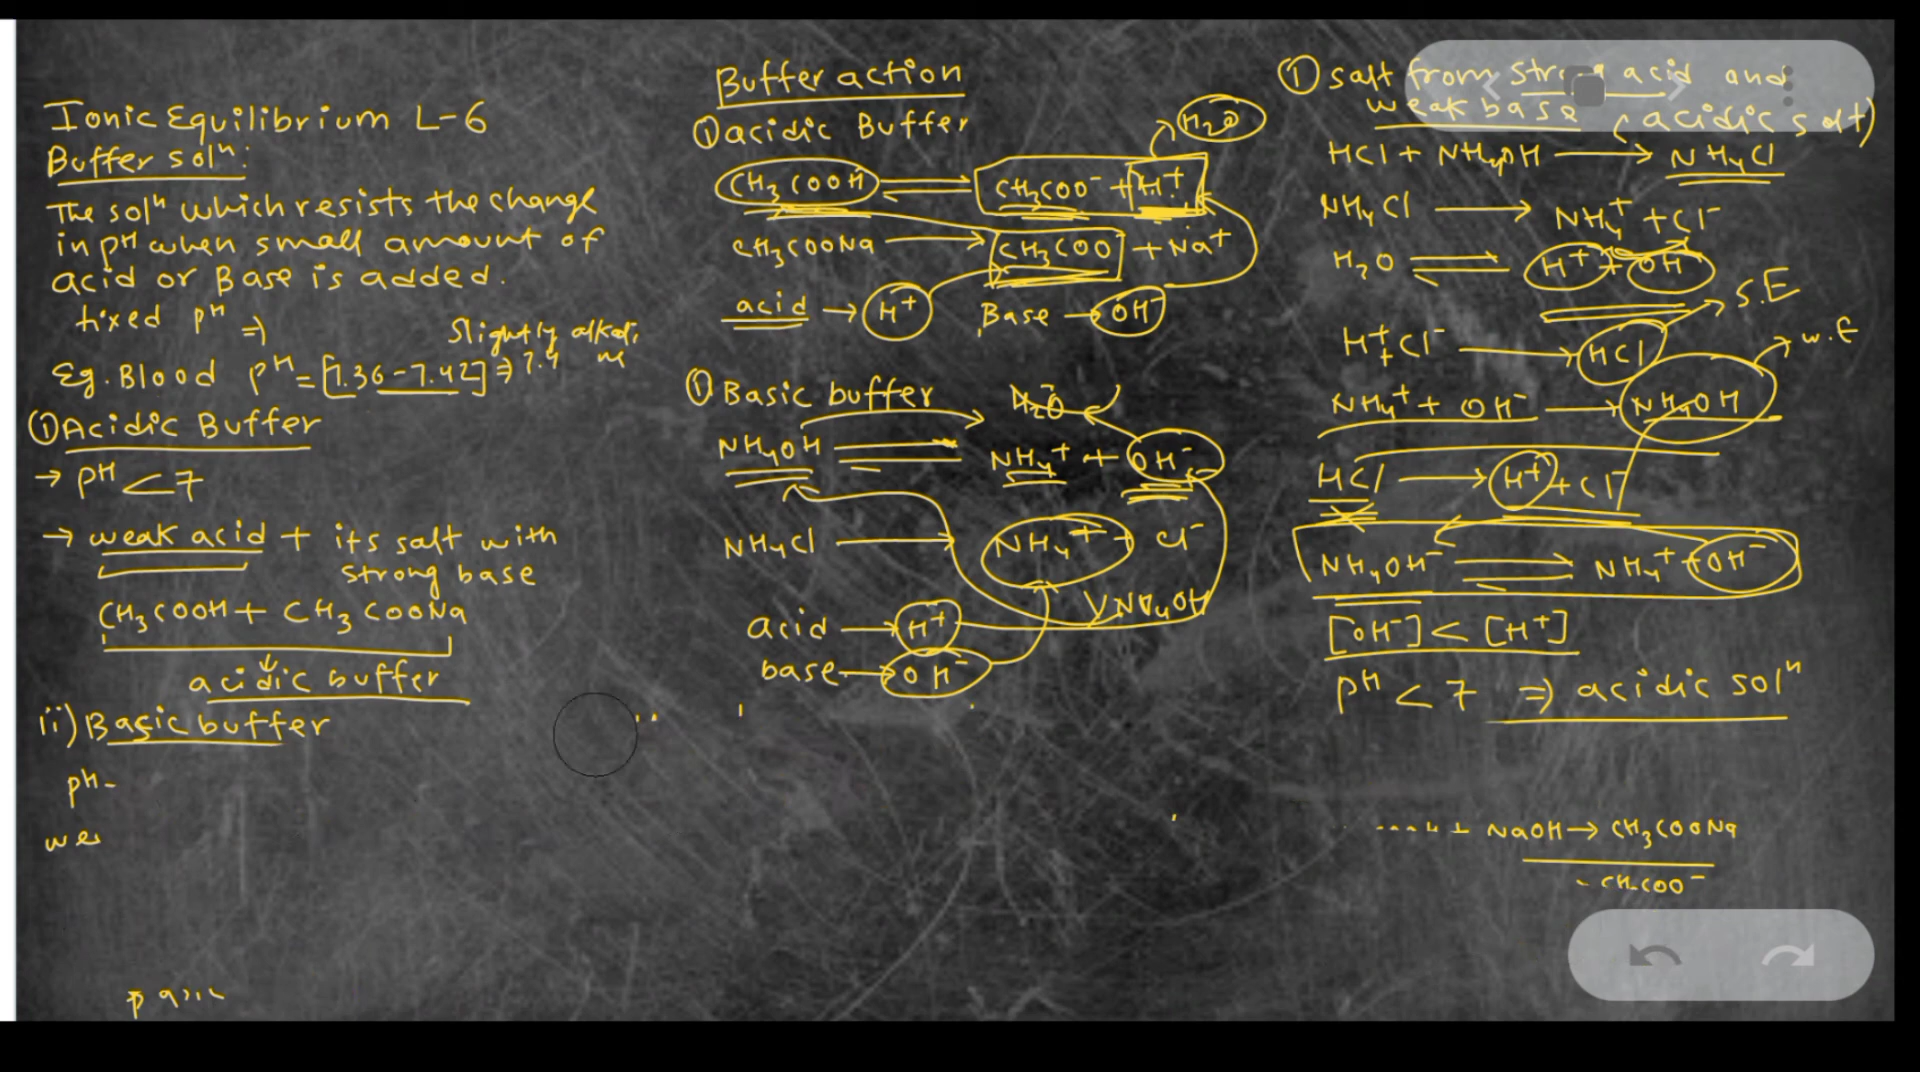 Ionic Equilibrium L-6
Buffer solⁿ:
The solⁿ which resists the change
in pH when small amount of
acid or Base is added.
fixed pH ⇒
Slightly alkaline
Eg. Blood pH = [7.36-7.42] ⇒ 7.4
① Acidic Buffer
→ pH < 7
→ weak acid + its salt with
strong base
CH₃COOH + CH₃COONa
↓
acidic buffer
ii) Basic buffer
pH -
we
Buffer action
① acidic Buffer
H₂O
CH₃COOH ⇌ CH₃COO⁻ + H⁺
CH₃COONa → CH₃COO + Na⁺
acid → H⁺ Base → OH⁻
① Basic buffer
H₂O
NH₄OH ⇌ NH₄⁺ + OH⁻
NH₄Cl → NH₄⁺ + Cl⁻
NH₄OH
acid → H⁺
base → OH⁻
① salt from strong acid and
weak base (acidic salt)
HCl + NH₄OH → NH₄Cl
NH₄Cl → NH₄⁺ + Cl⁻
H₂O ⇌ H⁺ + OH
S.E
H⁺ + Cl⁻ → HCl
w.E
NH₄⁺ + OH⁻ → NH₄OH
HCl → H⁺ + Cl⁻
NH₄OH⁻ ⇌ NH₄⁺ + OH⁻
[OH⁻] < [H⁺]
pH < 7 ⇒ acidic solⁿ
+ NaOH → CH₃COONa
CH₃COO⁻